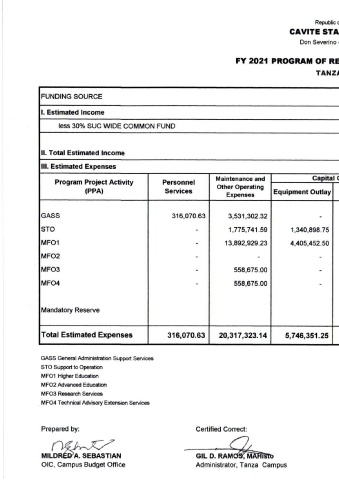 Republic
CAVITE STA
Don Severino
FY 2021 PROGRAM OF RE
TANZA
FUNDING SOURCE
I. Estimated Income
less 30% SUC WIDE COMMON FUND
II. Total Estimated Income
III. Estimated Expenses
Program Project Activity (PPA) Personnel Services Maintenance and Other Operating Expenses Capital
Equipment Outlay
GASS 316,070.63 3,531,302.32 -
STO - 1,775,741.59 1,340,898.75
MFO1 - 13,892,929.23 4,405,452.50
MFO2 - - -
MFO3 - 558,675.00 -
MFO4 - 558,675.00 -
Mandatory Reserve
Total Estimated Expenses 316,070.63 20,317,323.14 5,746,351.25
GASS General Administration Support Services
STO Support to Operation
MFO1 Higher Education
MFO2 Advanced Education
MFO3 Research Services
MFO4 Technical Advisory Extension Services
Prepared by: Certified Correct:
MILDRED A. SEBASTIAN GIL D. RAMOS, MAHisto
OIC, Campus Budget Office Administrator, Tanza Campus